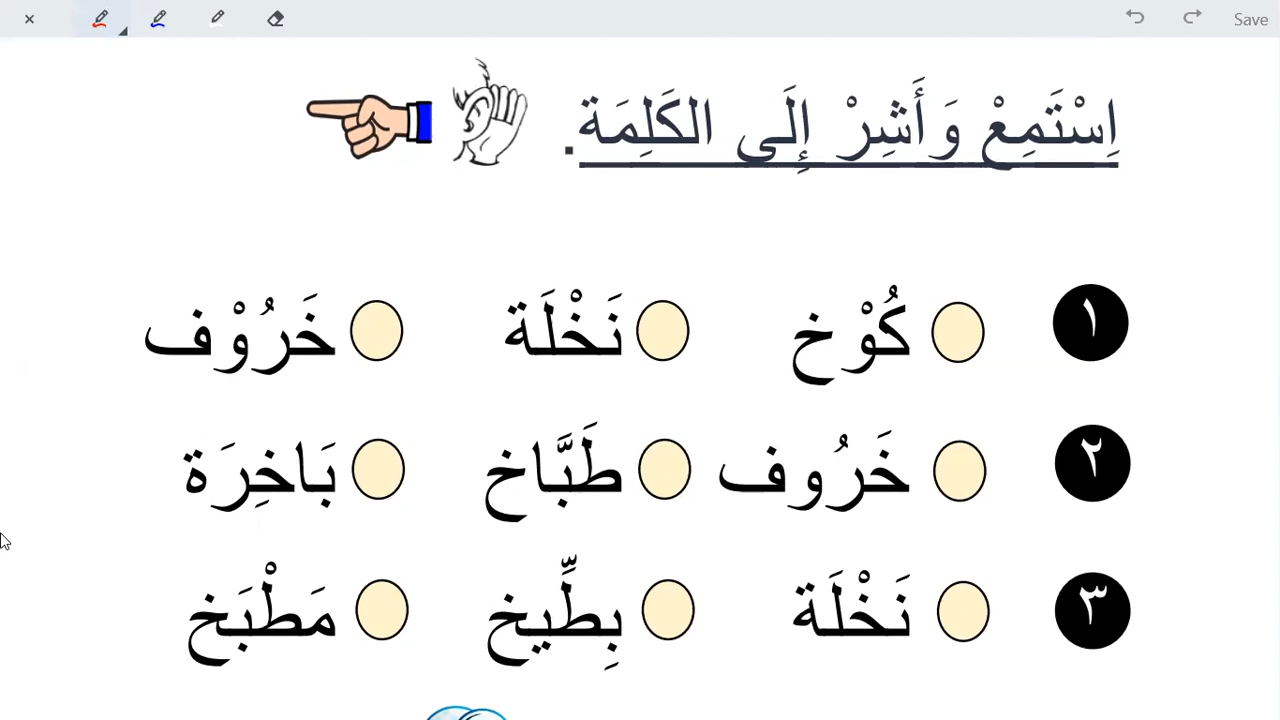 Save
اِسْتَمِعْ وَأَشِرْ إِلَى الكَلِمَة.
١ كُوْخ نَخْلَة خَرُوْف
٢ خَرُوف طَبَّاخ بَاخِرَة
٣ نَخْلَة بِطِّيخ مَطْبَخ